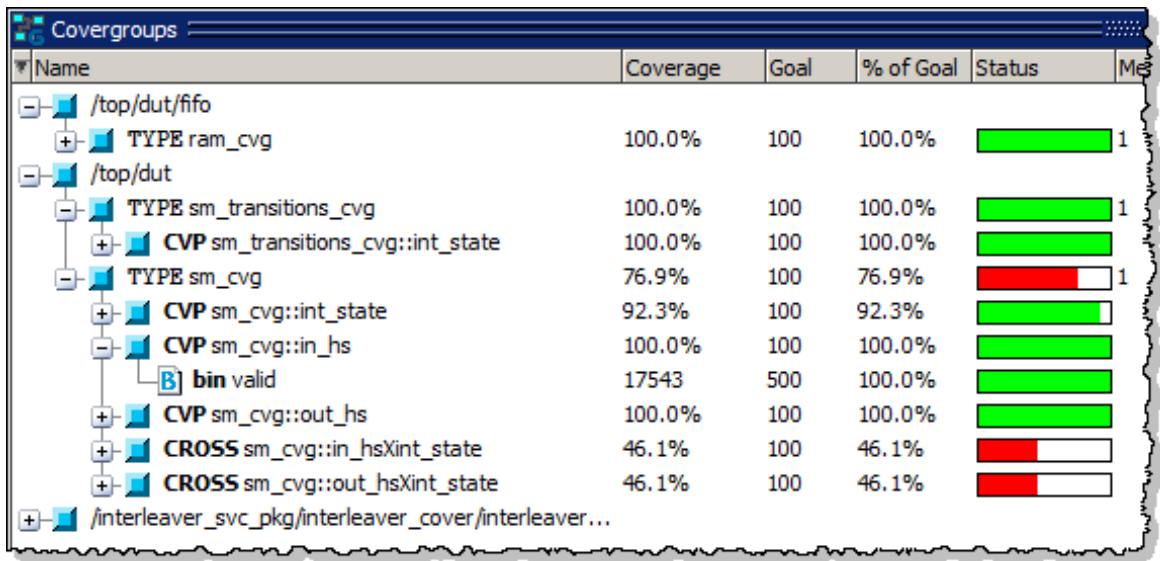 Covergroups
Name Coverage Goal % of Goal Status Me
/top/dut/fifo
TYPE ram_cvg 100.0% 100 100.0% 1
/top/dut
TYPE sm_transitions_cvg 100.0% 100 100.0% 1
CVP sm_transitions_cvg::int_state 100.0% 100 100.0%
TYPE sm_cvg 76.9% 100 76.9% 1
CVP sm_cvg::int_state 92.3% 100 92.3%
CVP sm_cvg::in_hs 100.0% 100 100.0%
B bin valid 17543 500 100.0%
CVP sm_cvg::out_hs 100.0% 100 100.0%
CROSS sm_cvg::in_hsXint_state 46.1% 100 46.1%
CROSS sm_cvg::out_hsXint_state 46.1% 100 46.1%
/interleaver_svc_pkg/interleaver_cover/interleaver...